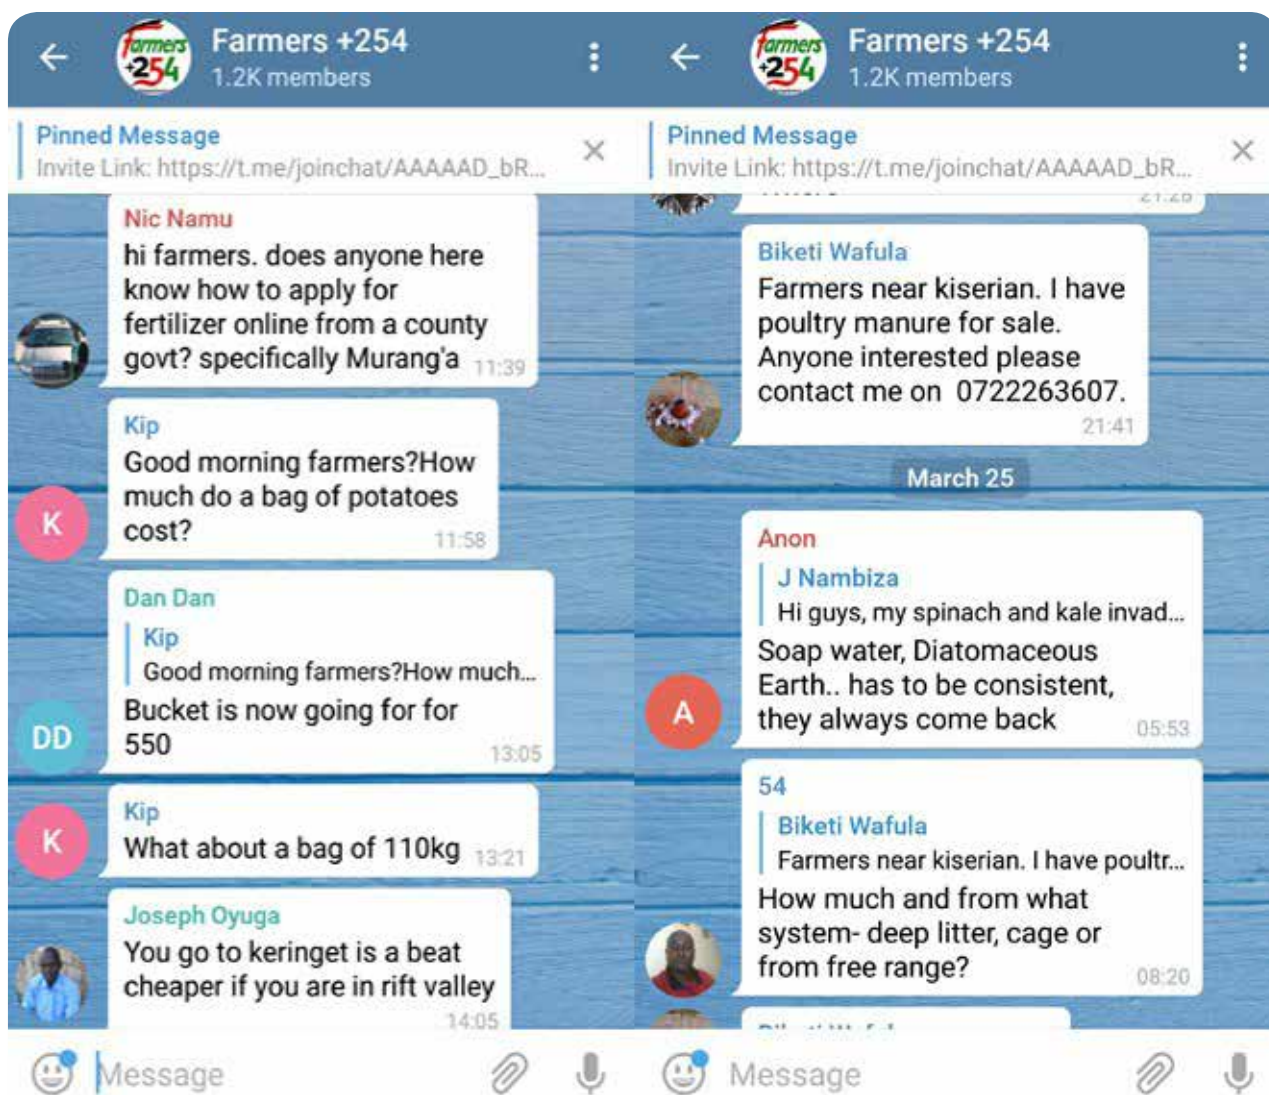 Farmers +254
1.2K members
Pinned Message
Invite Link: https://t.me/joinchat/AAAAAD_bR...
Nic Namu
hi farmers. does anyone here
know how to apply for
fertilizer online from a county
govt? specifically Murang'a 11:39
Kip
Good morning farmers?How
much do a bag of potatoes
cost?
11:58
K
Dan Dan
Kip
Good morning farmers?How much...
Bucket is now going for for
550
13:05
DD
Kip
What about a bag of 110kg 13:21
K
Joseph Oyuga
You go to keringet is a beat
cheaper if you are in rift valley
14:05
Message
Farmers +254
1.2K members
Pinned Message
Invite Link: https://t.me/joinchat/AAAAAD_bR...
21:28
Biketi Wafula
Farmers near kiserian. I have
poultry manure for sale.
Anyone interested please
contact me on 0722263607.
21:41
March 25
Anon
J Nambiza
Hi guys, my spinach and kale invad...
Soap water, Diatomaceous
Earth.. has to be consistent,
they always come back
05:53
A
54
Biketi Wafula
Farmers near kiserian. I have poultr...
How much and from what
system- deep litter, cage or
from free range?
08:20
Biketi Wafula
Message